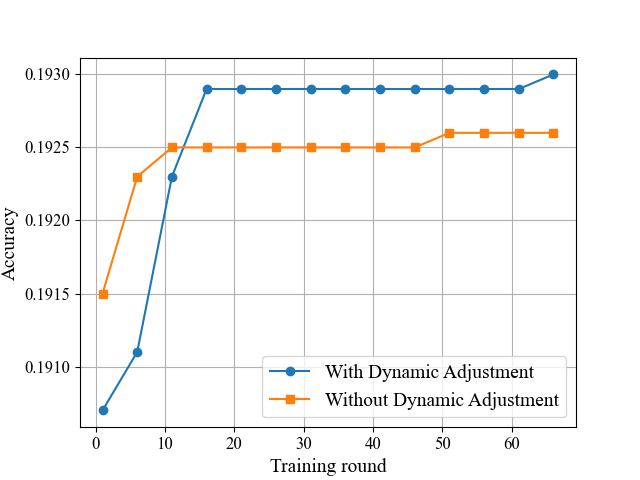 0.1930
0.1925
0.1920
0.1915
0.1910
Accuracy
0 10 20 30 40 50 60
Training round
With Dynamic Adjustment
Without Dynamic Adjustment